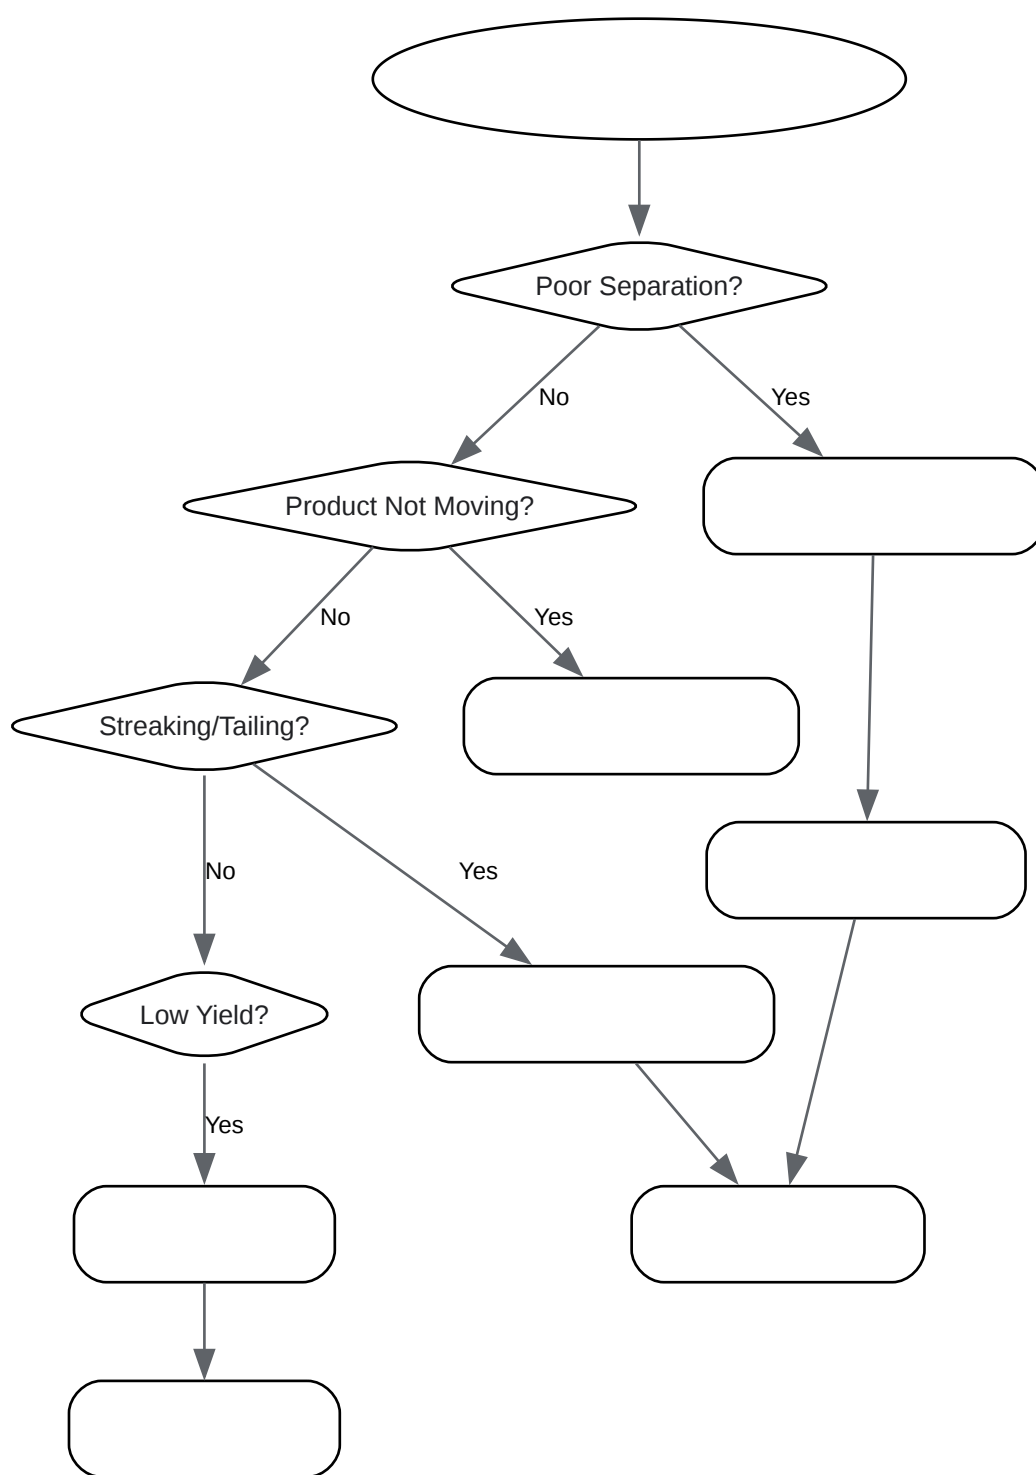 Poor Separation?
No
Yes
Product Not Moving?
No
Yes
Streaking/Tailing?
No
Yes
Low Yield?
Yes